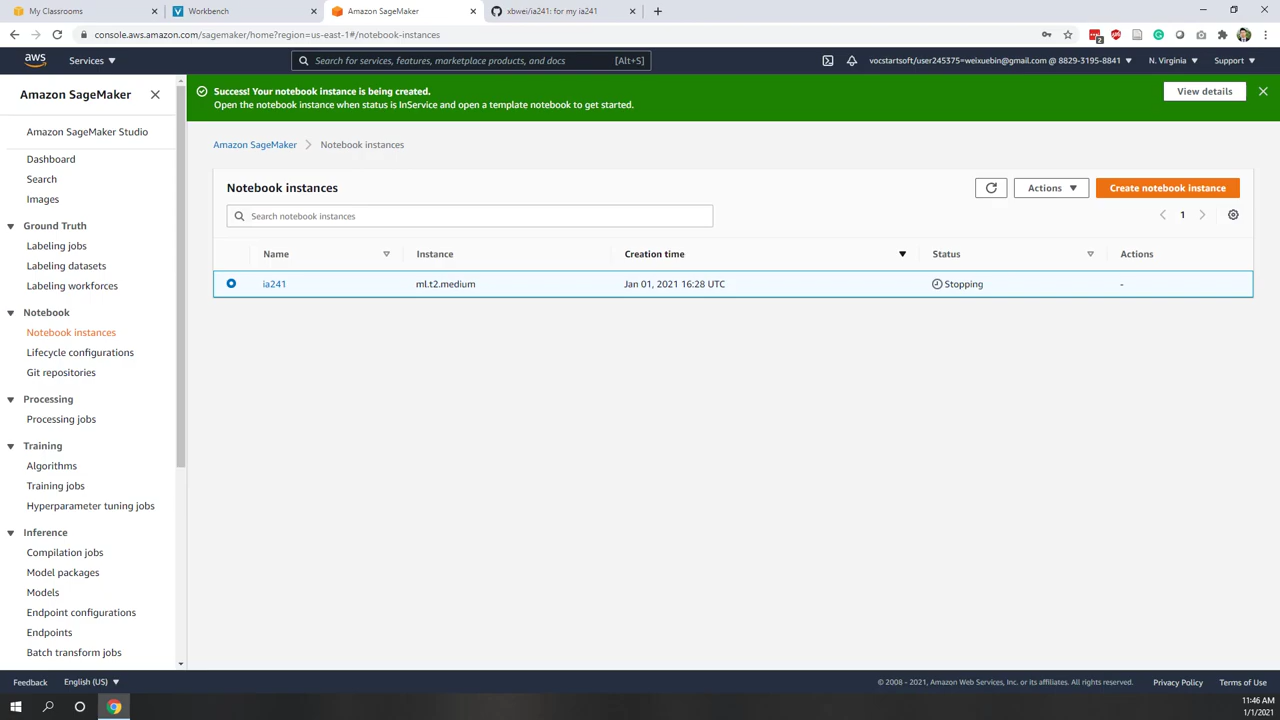 My Classrooms
Workbench
Amazon SageMaker
xbwei/ia241: for my ia241
console.aws.amazon.com/sagemaker/home?region=us-east-1#/notebook-instances
2
aws
Services
Search for services, features, marketplace products, and docs
[Alt+S]
vocstartsoft/user245375=weixuebin@gmail.com @ 8829-3195-8841
N. Virginia
Support
Amazon SageMaker
Success! Your notebook instance is being created.
Open the notebook instance when status is InService and open a template notebook to get started.
View details
Amazon SageMaker Studio
Dashboard
Search
Images
Ground Truth
Labeling jobs
Labeling datasets
Labeling workforces
Notebook
Notebook instances
Lifecycle configurations
Git repositories
Processing
Processing jobs
Training
Algorithms
Training jobs
Hyperparameter tuning jobs
Inference
Compilation jobs
Model packages
Models
Endpoint configurations
Endpoints
Batch transform jobs
Amazon SageMaker
Notebook instances
Notebook instances
Actions
Create notebook instance
Search notebook instances
1
Name
Instance
Creation time
Status
Actions
ia241
ml.t2.medium
Jan 01, 2021 16:28 UTC
Stopping
-
Feedback
English (US)
© 2008 - 2021, Amazon Web Services, Inc. or its affiliates. All rights reserved.
Privacy Policy
Terms of Use
11:46 AM
1/1/2021